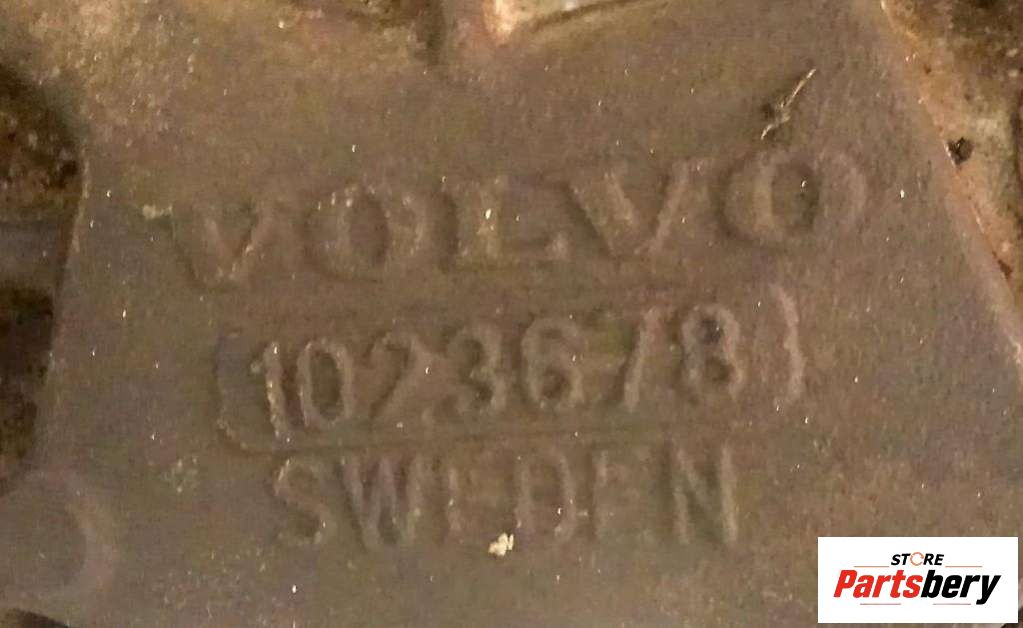 VOLVO
1023678
SWEDEN
STORE
Partsbery